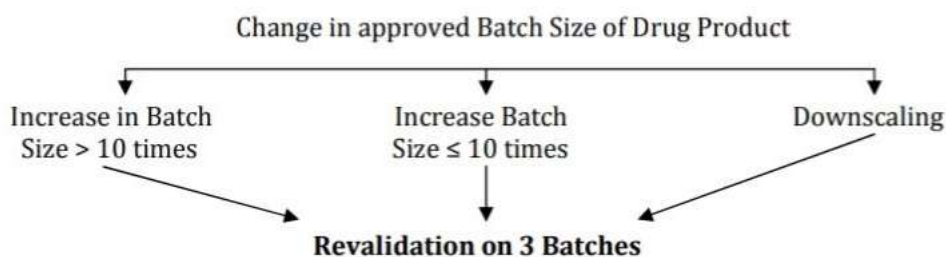 Change in approved Batch Size of Drug Product
Increase in Batch
Size > 10 times
Increase Batch
Size ≤ 10 times
Downscaling
Revalidation on 3 Batches